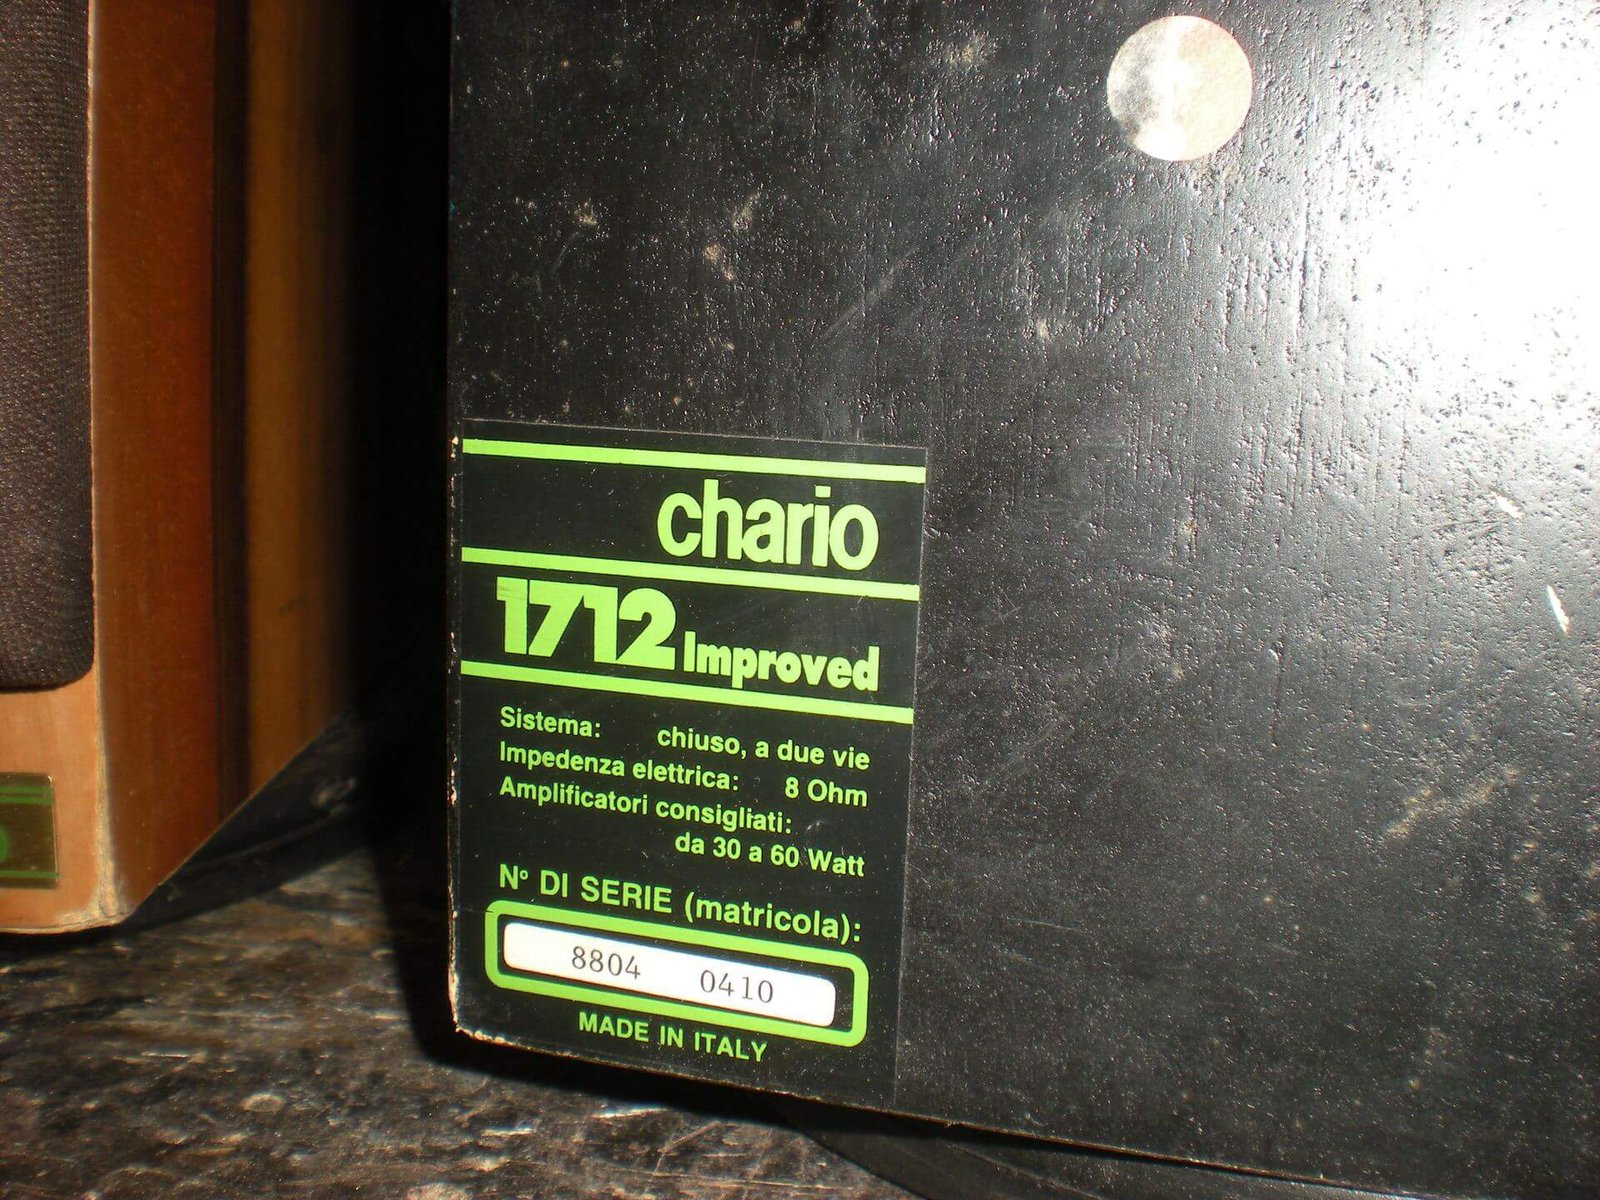 chario
1712 Improved
Sistema: chiuso, a due vie
Impedenza elettrica: 8 Ohm
Amplificatori consigliati:
da 30 a 60 Watt
N° DI SERIE (matricola):
8804 0410
MADE IN ITALY